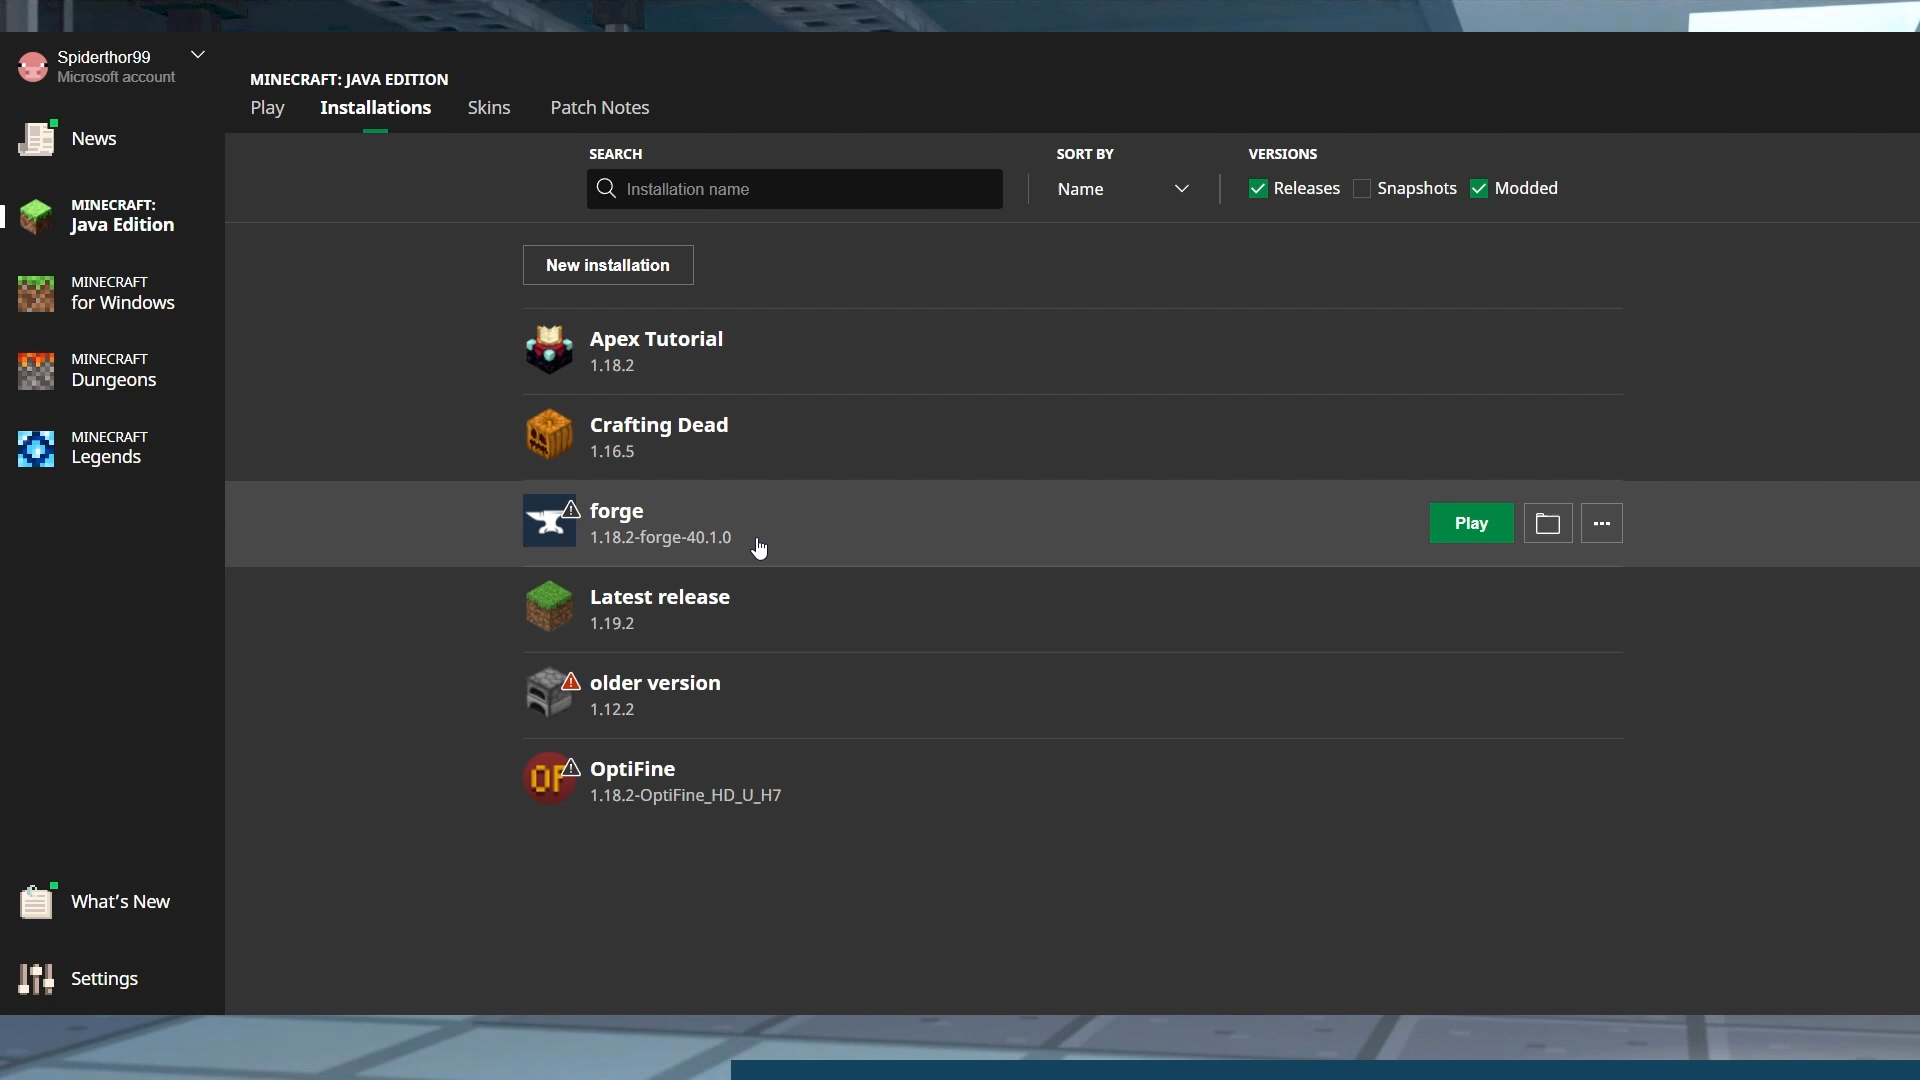 Spiderthor99
Microsoft account
News
MINECRAFT:
Java Edition
MINECRAFT
for Windows
MINECRAFT
Dungeons
MINECRAFT
Legends
What's New
Settings
MINECRAFT: JAVA EDITION
Play Installations Skins Patch Notes
SEARCH SORT BY VERSIONS
Installation name Name Releases Snapshots Modded
New installation
Apex Tutorial
1.18.2
Crafting Dead
1.16.5
forge
1.18.2-forge-40.1.0
Play
Latest release
1.19.2
older version
1.12.2
OF
OptiFine
1.18.2-OptiFine_HD_U_H7